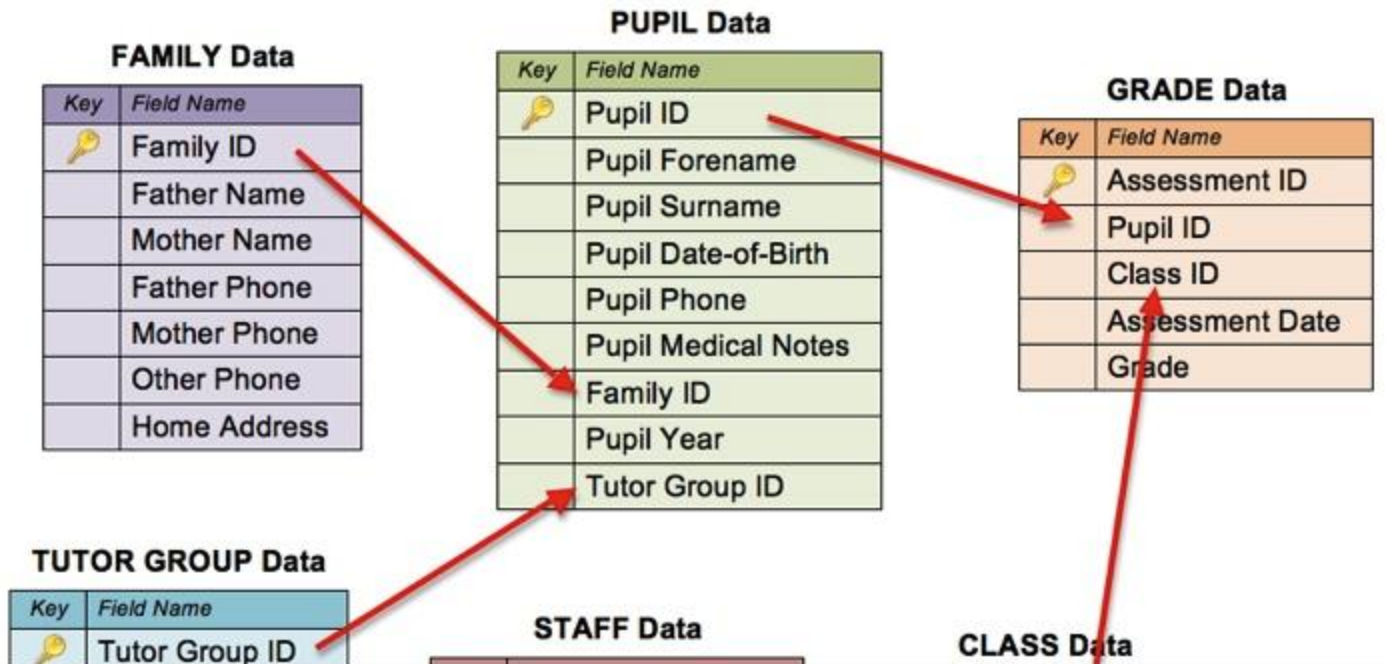 FAMILY Data
Key Field Name
Family ID
Father Name
Mother Name
Father Phone
Mother Phone
Other Phone
Home Address
PUPIL Data
Key Field Name
Pupil ID
Pupil Forename
Pupil Surname
Pupil Date-of-Birth
Pupil Phone
Pupil Medical Notes
Family ID
Pupil Year
Tutor Group ID
GRADE Data
Key Field Name
Assessment ID
Pupil ID
Class ID
Assessment Date
Grade
TUTOR GROUP Data
Key Field Name
Tutor Group ID
STAFF Data
CLASS Data